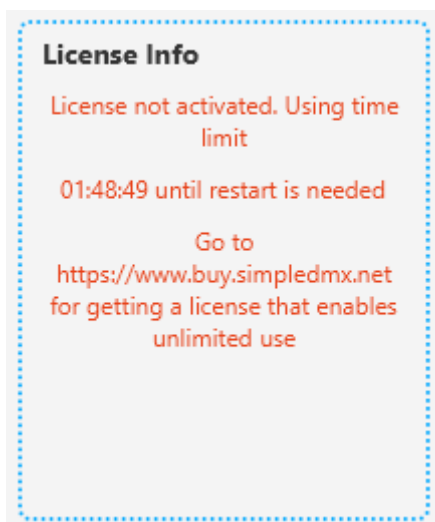 License Info
License not activated. Using time
limit
01:48:49 until restart is needed
Go to
https://www.buy.simpledmx.net
for getting a license that enables
unlimited use